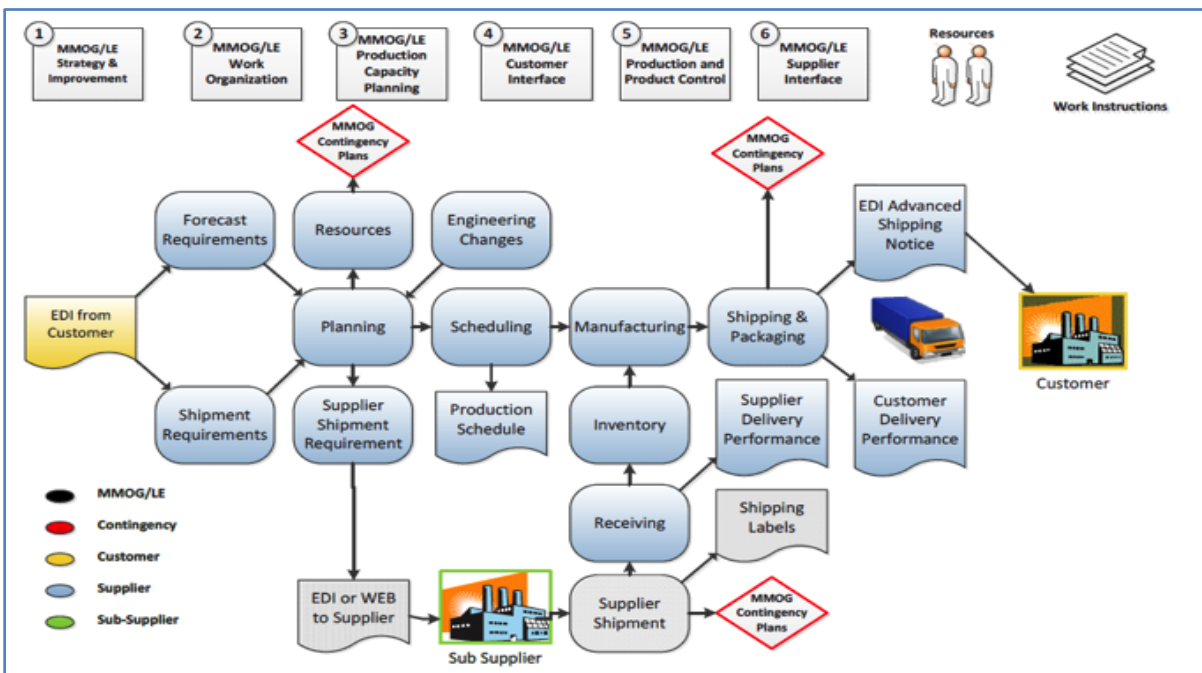 1
MMOG/LE
Strategy &
Improvement
2
MMOG/LE
Work
Organization
3
MMOG/LE
Production
Capacity
Planning
4
MMOG/LE
Customer
Interface
5
MMOG/LE
Production and
Product Control
6
MMOG/LE
Supplier
Interface
Resources
Work Instructions
MMOG
Contingency
Plans
MMOG
Contingency
Plans
Forecast
Requirements
Resources
Engineering
Changes
EDI Advanced
Shipping
Notice
EDI from
Customer
Planning
Scheduling
Manufacturing
Shipping &
Packaging
Customer
Shipment
Requirements
Supplier
Shipment
Requirement
Production
Schedule
Inventory
Supplier
Delivery
Performance
Customer
Delivery
Performance
MMOG/LE
Contingency
Customer
Supplier
Sub-Supplier
Receiving
Shipping
Labels
EDI or WEB
to Supplier
Sub Supplier
Supplier
Shipment
MMOG
Contingency
Plans